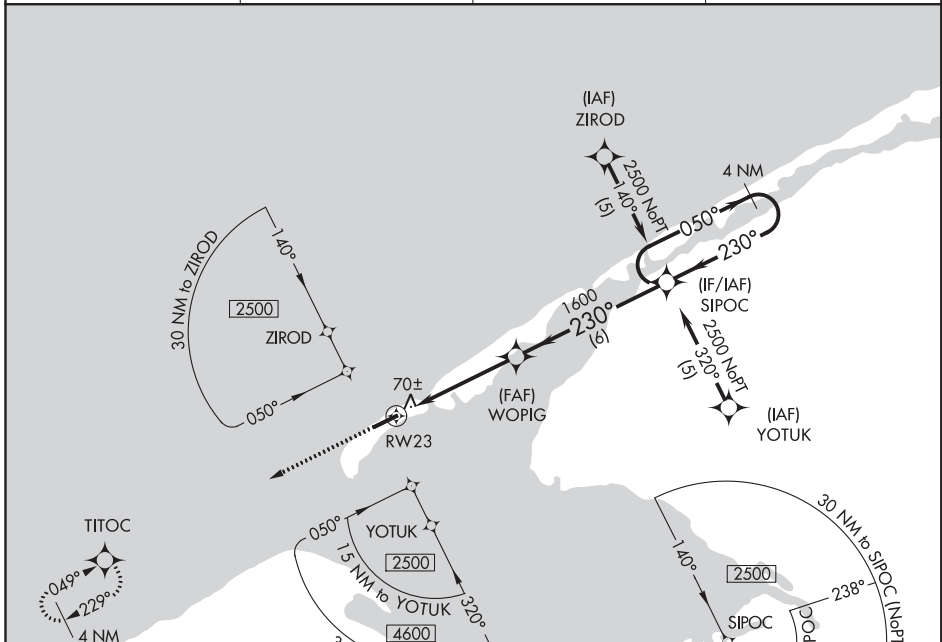 (IAF)
ZIROD
4 NM
2500 NoPT
140°
(5)
050°
230°
(IF/IAF)
SIPOC
1600
230°
(6)
2500 NoPT
320°
(5)
(IAF)
YOTUK
(FAF)
WOPIG
70±
RW23
30 NM to ZIROD
140°
2500
ZIROD
050°
TITOC
049°
229°
4 NM
050°
YOTUK
2500
15 NM to YOTUK
320°
4600
30 NM to SIPOC (NoPT
140°
2500
238°
SIPOC